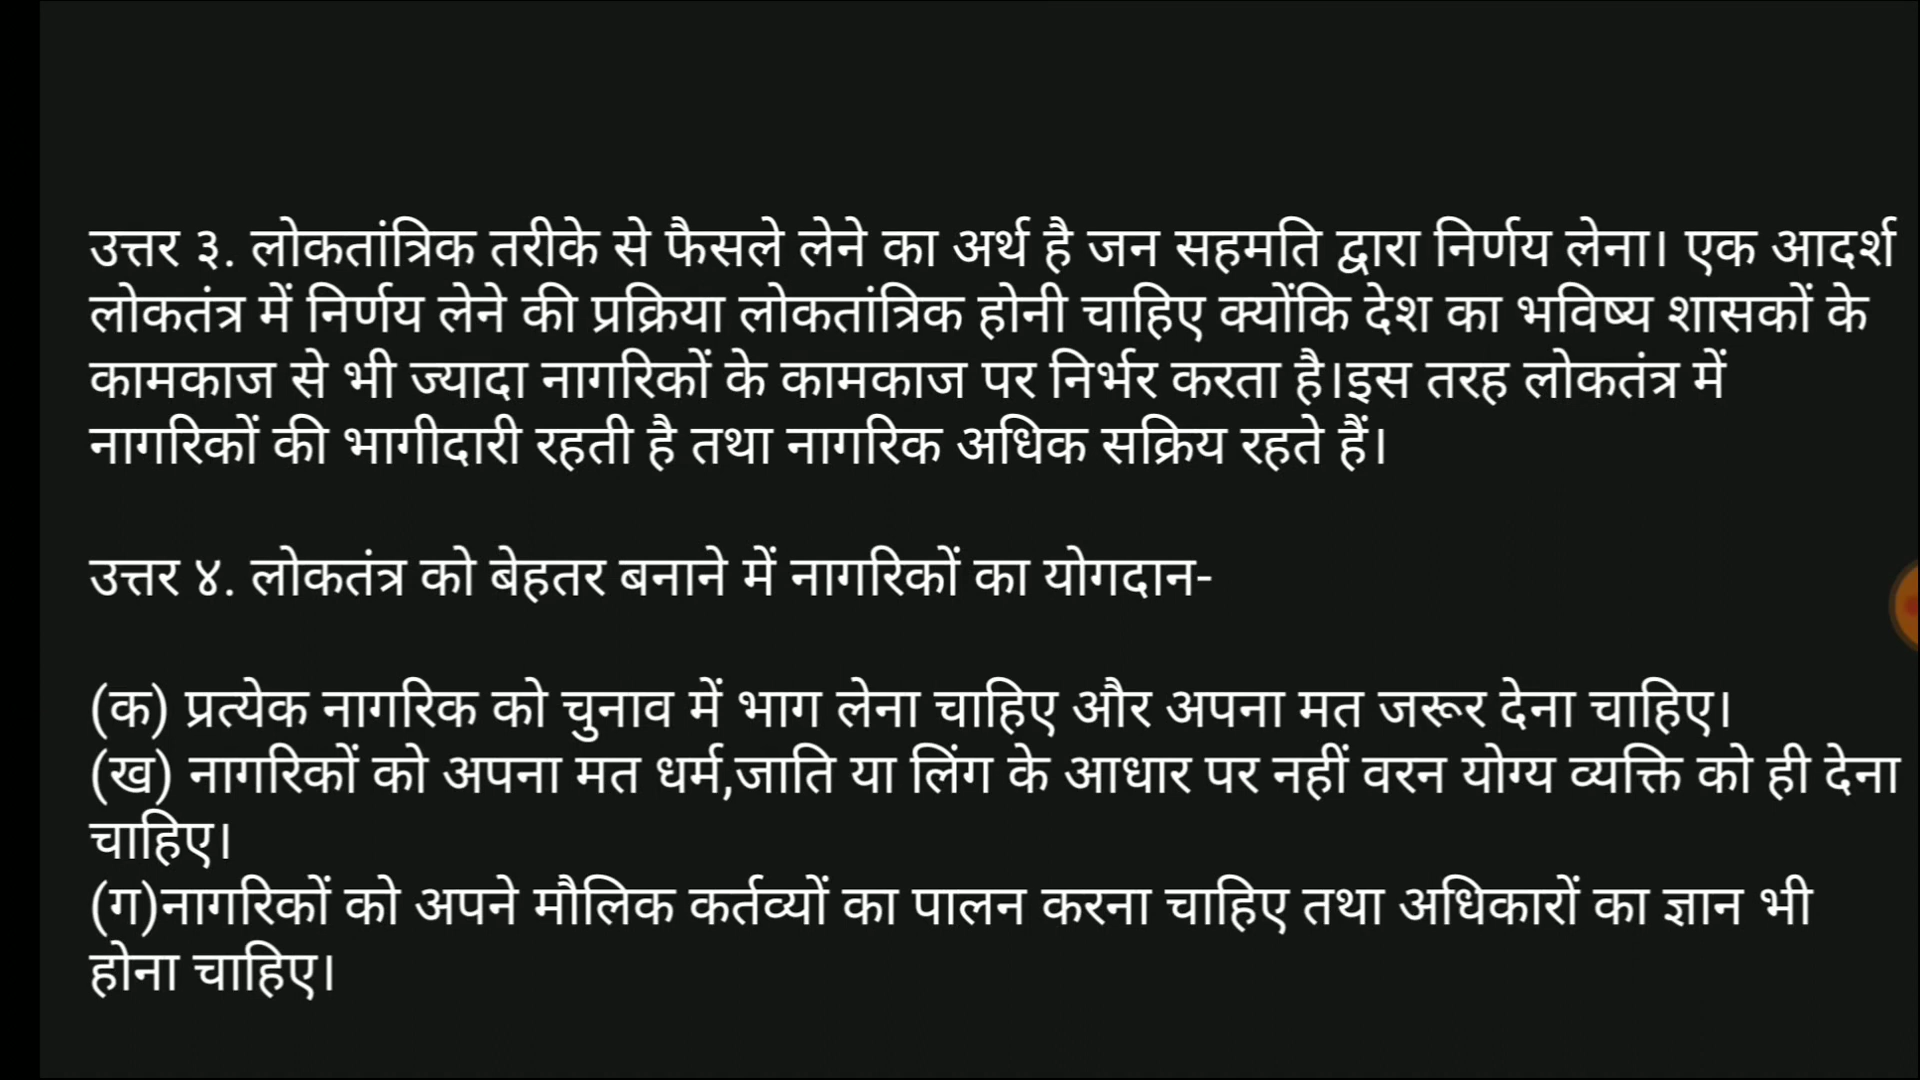 उत्तर ३. लोकतांत्रिक तरीके से फैसले लेने का अर्थ है जन सहमति द्वारा निर्णय लेना। एक आदर्श
लोकतंत्र में निर्णय लेने की प्रक्रिया लोकतांत्रिक होनी चाहिए क्योंकि देश का भविष्य शासकों के
कामकाज से भी ज्यादा नागरिकों के कामकाज पर निर्भर करता है।इस तरह लोकतंत्र में
नागरिकों की भागीदारी रहती है तथा नागरिक अधिक सक्रिय रहते हैं।
उत्तर ४. लोकतंत्र को बेहतर बनाने में नागरिकों का योगदान-
(क) प्रत्येक नागरिक को चुनाव में भाग लेना चाहिए और अपना मत जरूर देना चाहिए।
(ख) नागरिकों को अपना मत धर्म,जाति या लिंग के आधार पर नहीं वरन योग्य व्यक्ति को ही देना
चाहिए।
(ग)नागरिकों को अपने मौलिक कर्तव्यों का पालन करना चाहिए तथा अधिकारों का ज्ञान भी
होना चाहिए।